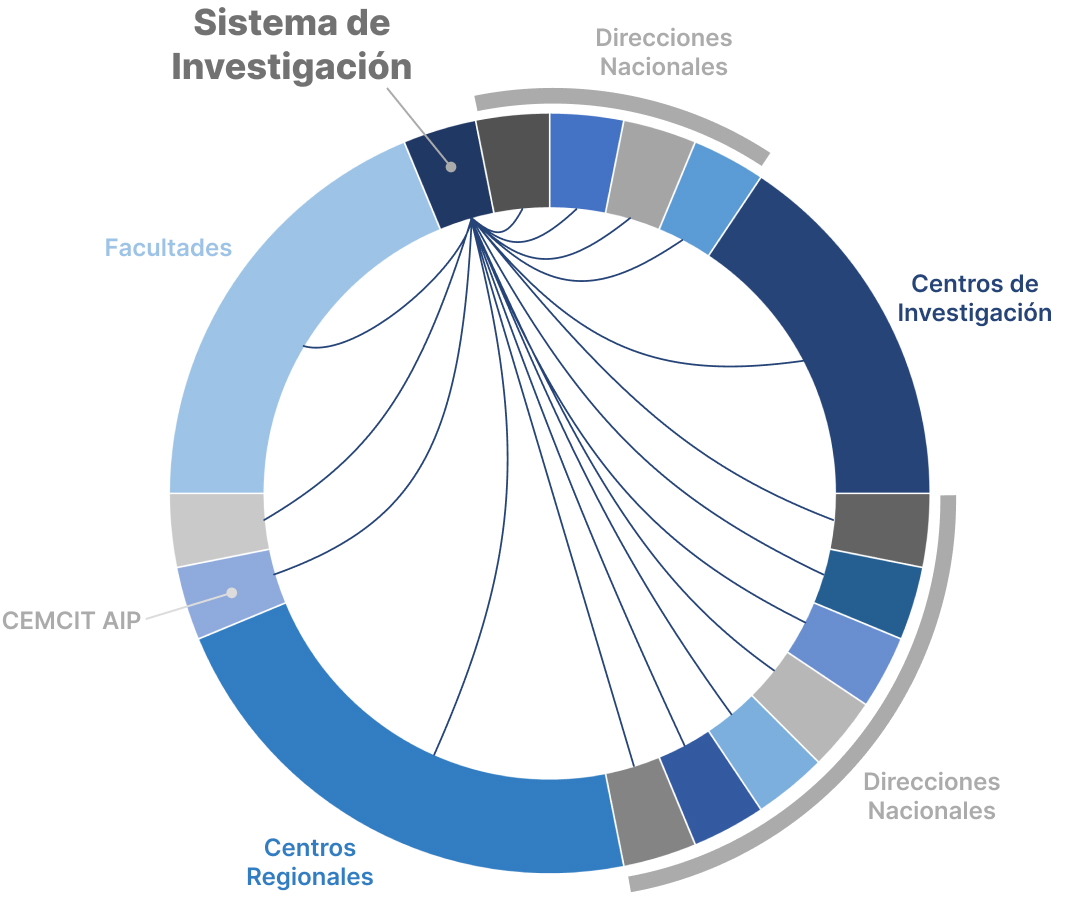 Sistema de
Investigación
Direcciones
Nacionales
Facultades
Centros de
Investigación
CEMCIT AIP
Direcciones
Nacionales
Centros
Regionales